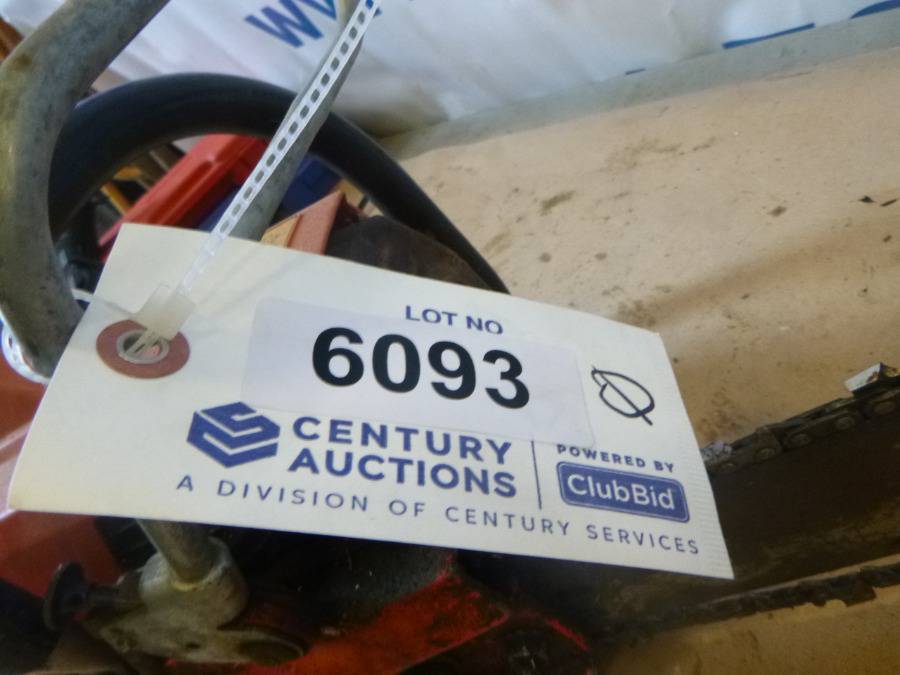 LOT NO
6093
CENTURY
AUCTIONS
A DIVISION OF CENTURY SERVICES
POWERED BY
ClubBid